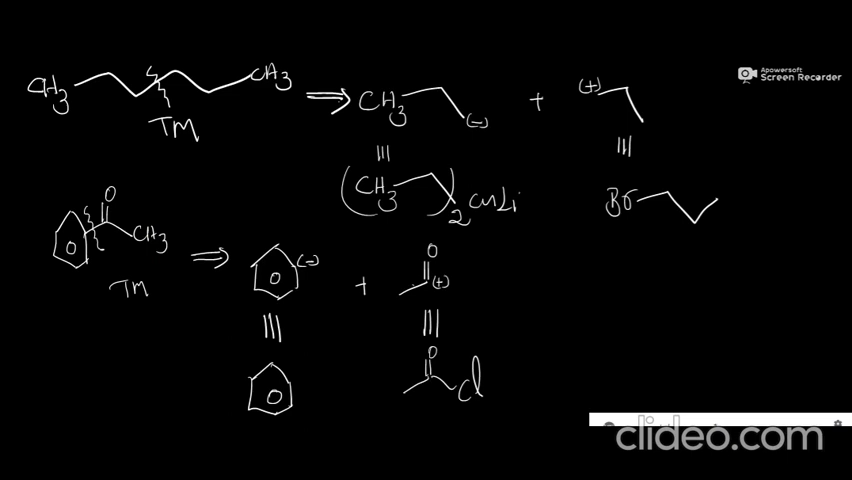 CH3 CH3 ⇒ CH3 (-) + (+)
TM
||| |||
(CH3 )2 CuLi Br
O
CH3 ⇒ (-) + O (+)
TM
||| |||
O
Cl
Apowersoft
Screen Recorder
clideo.com